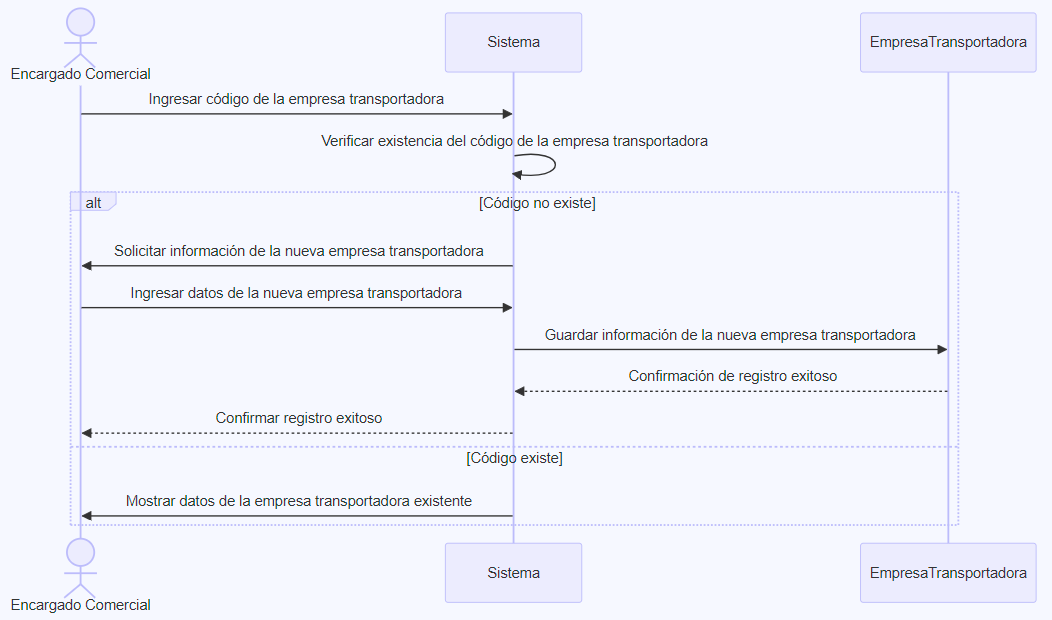 Sistema
EmpresaTransportadora
Encargado Comercial
Ingresar código de la empresa transportadora
Verificar existencia del código de la empresa transportadora
alt
[Código no existe]
Solicitar información de la nueva empresa transportadora
Ingresar datos de la nueva empresa transportadora
Guardar información de la nueva empresa transportadora
Confirmación de registro exitoso
Confirmar registro exitoso
[Código existe]
Mostrar datos de la empresa transportadora existente
Sistema
EmpresaTransportadora
Encargado Comercial